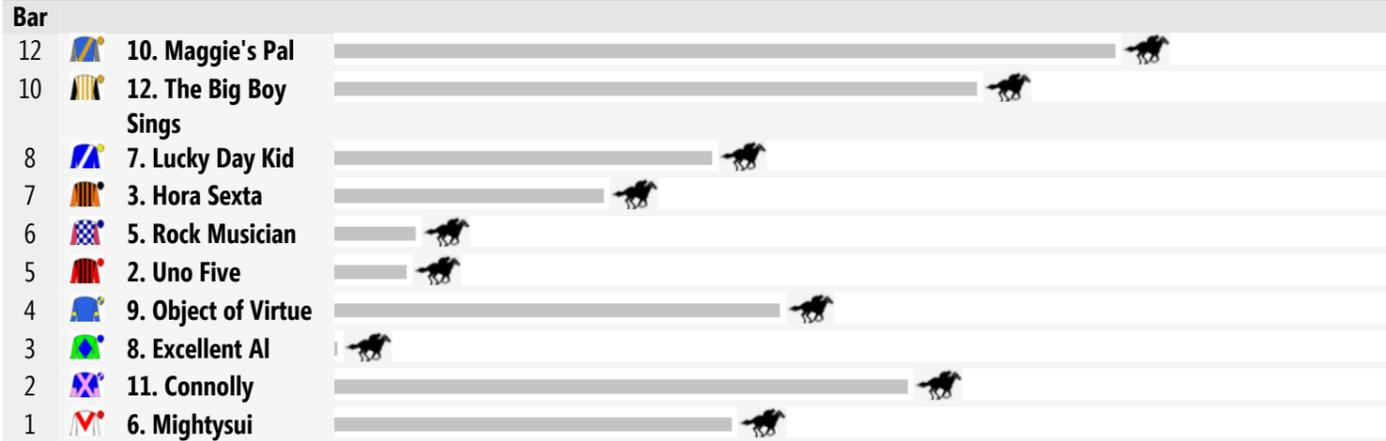 Bar
12 10. Maggie's Pal
10 12. The Big Boy
Sings
8 7. Lucky Day Kid
7 3. Hora Sexta
6 5. Rock Musician
5 2. Uno Five
4 9. Object of Virtue
3 8. Excellent Al
2 11. Connolly
1 6. Mightysui